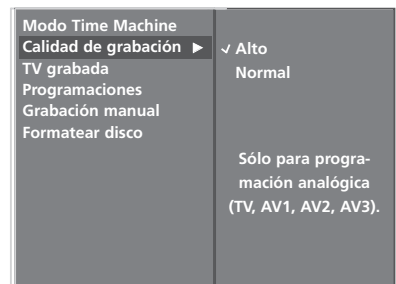 Modo Time Machine
Calidad de grabación ▶
TV grabada
Programaciones
Grabación manual
Formatear disco
✓ Alto
Normal
Sólo para progra-
mación analógica
(TV, AV1, AV2, AV3).